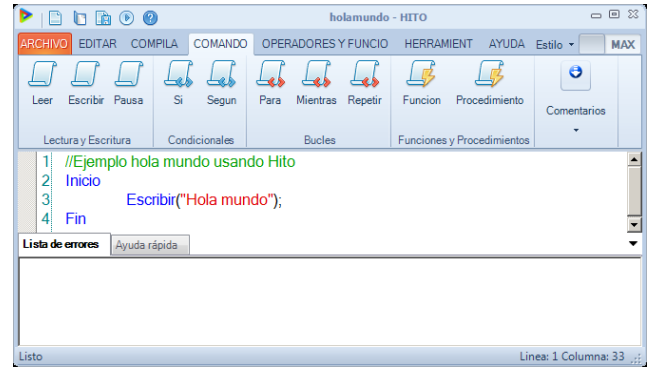 holamundo - HITO
ARCHIVO EDITAR COMPILA COMANDO OPERADORES Y FUNCIO HERRAMIENT AYUDA Estilo MAX
Leer Escribir Pausa Si Segun Para Mientras Repetir Funcion Procedimiento Comentarios
Lectura y Escritura Condicionales Bucles Funciones y Procedimientos
1 //Ejemplo hola mundo usando Hito
2 Inicio
3 Escribir("Hola mundo");
4 Fin
Lista de errores Ayuda rápida
Listo Linea: 1 Columna: 33